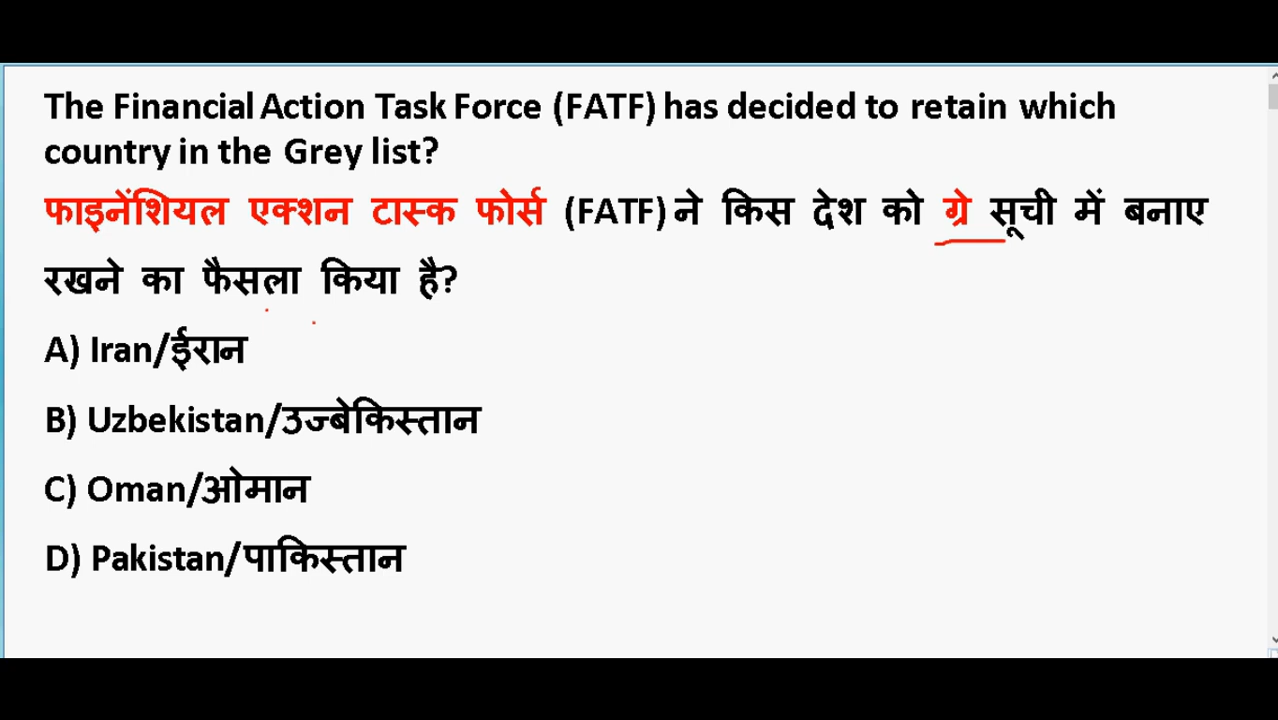 The Financial Action Task Force (FATF) has decided to retain which
country in the Grey list?
फाइनेंशियल एक्शन टास्क फोर्स (FATF) ने किस देश को ग्रे सूची में बनाए
रखने का फैसला किया है?
A) Iran/ईरान
B) Uzbekistan/उज्बेकिस्तान
C) Oman/ओमान
D) Pakistan/पाकिस्तान